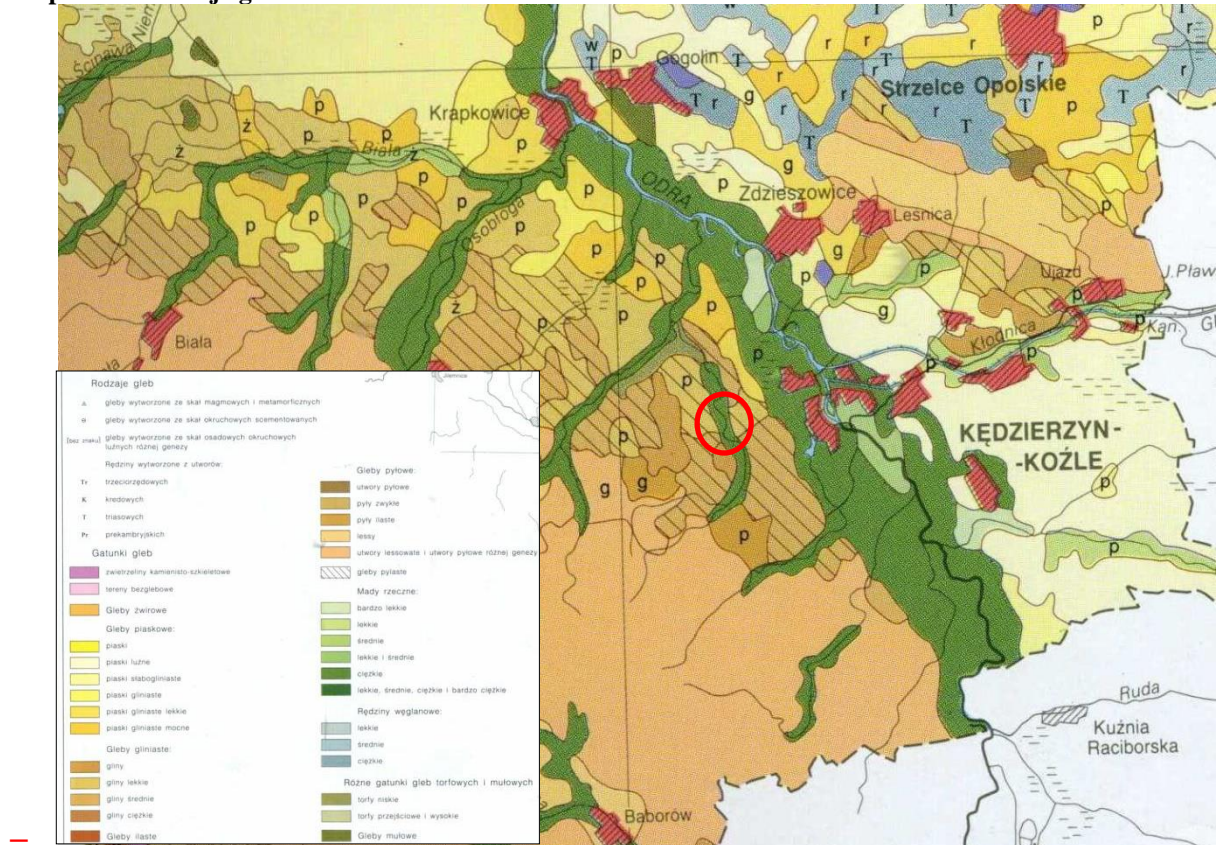 Ścinawa
Niem
w
T
Gogolin
T
r
g
p
Strzelce Opolskie
Krapkowice
ż
p
Biała
ODRA
Osobłoga
Zdzieszowice
Leśnica
Ujazd
J.Pław
Kłodnica
Kan.
Gł
Biała
KĘDZIERZYN-
-KOŹLE
Ruda
Kuźnia
Raciborska
Baborów
Rodzaje gleb
gleby wytworzone ze skał magmowych i metamorficznych
gleby wytworzone ze skał okruchowych scementowanych
[bez znaku] gleby wytworzone ze skał osadowych okruchowych
luźnych różnej genezy
Rędziny wytworzone z utworów:
Tr trzeciorzędowych
K kredowych
T triasowych
Pr prekambryjskich
Gatunki gleb
zwietrzeliny kamienisto-szkieletowe
tereny bezglebowe
Gleby żwirowe
Gleby piaskowe:
piaski
piaski luźne
piaski słabogliniaste
piaski gliniaste
piaski gliniaste lekkie
piaski gliniaste mocne
Gleby gliniaste:
gliny
gliny lekkie
gliny średnie
gliny ciężkie
Gleby ilaste
Gleby pyłowe:
utwory pyłowe
pyły zwykłe
pyły ilaste
lessy
utwory lessowate i utwory pyłowe różnej genezy
gleby pylaste
Mady rzeczne:
bardzo lekkie
lekkie
średnie
lekkie i średnie
ciężkie
lekkie, średnie, ciężkie i bardzo ciężkie
Rędziny węglanowe:
lekkie
średnie
ciężkie
Różne gatunki gleb torfowych i mułowych
torfy niskie
torfy przejściowe i wysokie
Gleby mułowe